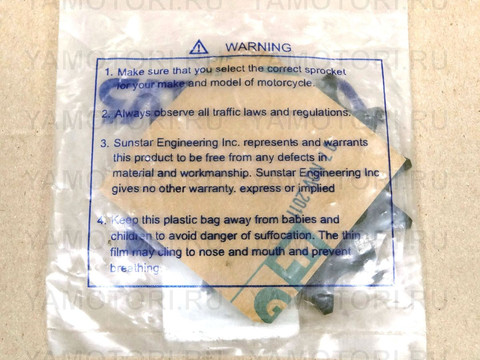 YAMOTORI.RU YAMOTORI.RU
⚠ WARNING
1. Make sure that you select the correct sprocket
for your make and model of motorcycle.
2. Always observe all traffic laws and regulations.
3. Sunstar Engineering Inc. represents and warrants
this product to be free from any defects in
material and workmanship. Sunstar Engineering Inc
gives no other warranty. express or implied
4. Keep this plastic bag away from babies and
children to avoid danger of suffocation. The thin
film may cling to nose and mouth and prevent
breathing.